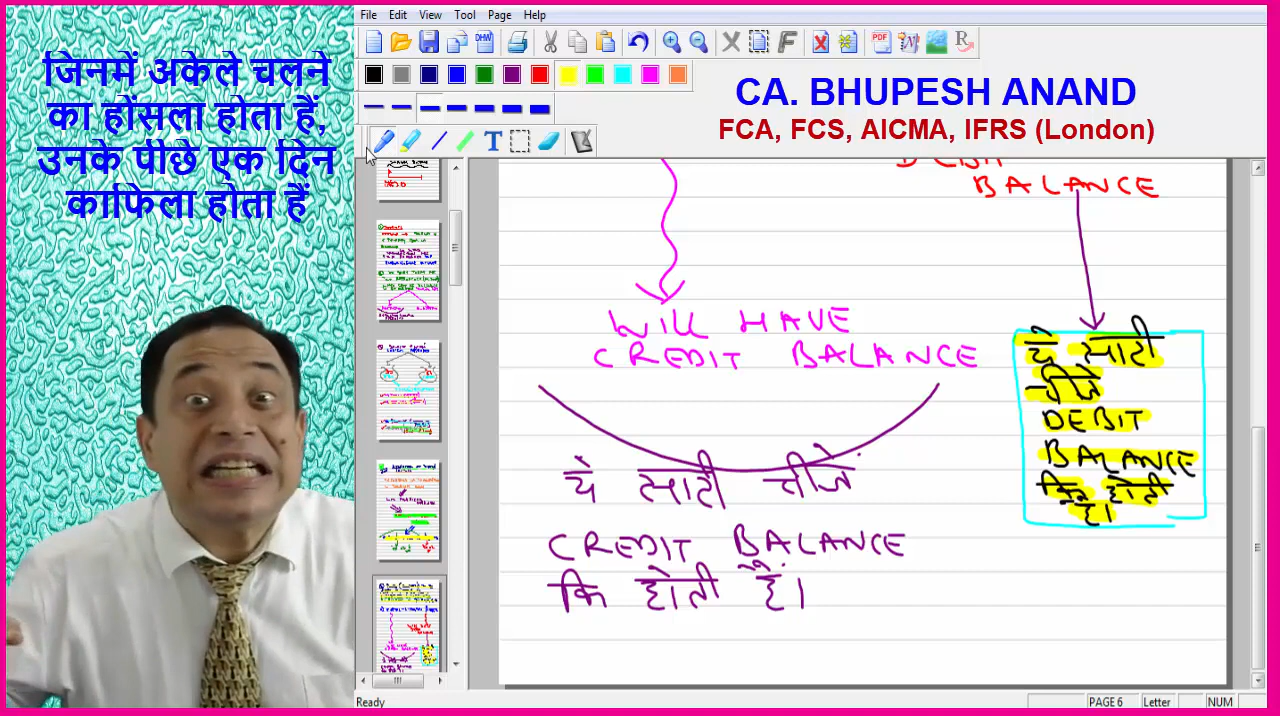 जिनमें अकेले चलने
का होंसला होता हैं,
उनके पीछे एक दिन
काफिला होता हैं
File Edit View Tool Page Help
CA. BHUPESH ANAND
FCA, FCS, AICMA, IFRS (London)
DEBIT
BALANCE
WILL HAVE
CREDIT BALANCE
ये सारी
चीजें
DEBIT
BALANCE
कि होती
है।
ये सारी चीजें
CREDIT BALANCE
कि होती है।
Ready
PAGE 6 Letter NUM